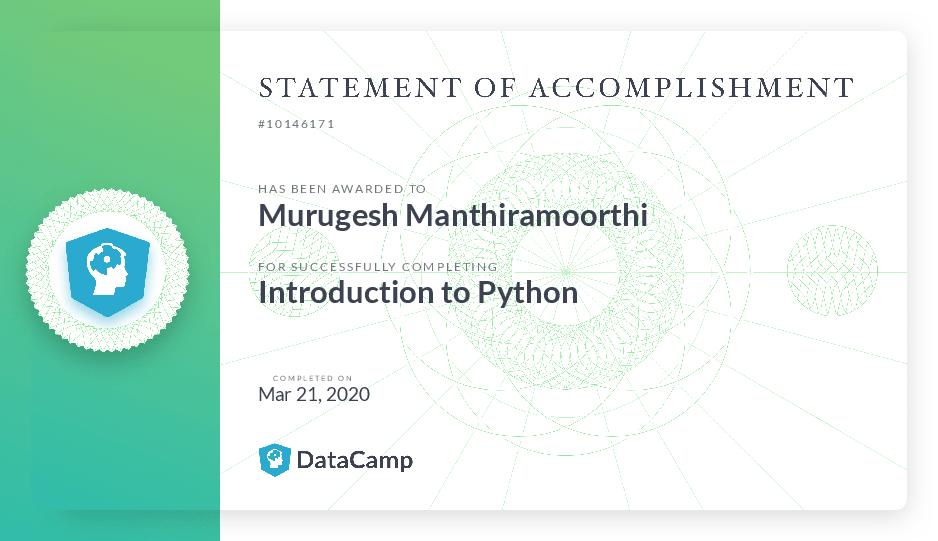 STATEMENT OF ACCOMPLISHMENT
#10146171
HAS BEEN AWARDED TO
Murugesh Manthiramoorthi
FOR SUCCESSFULLY COMPLETING
Introduction to Python
COMPLETED ON
Mar 21, 2020
DataCamp